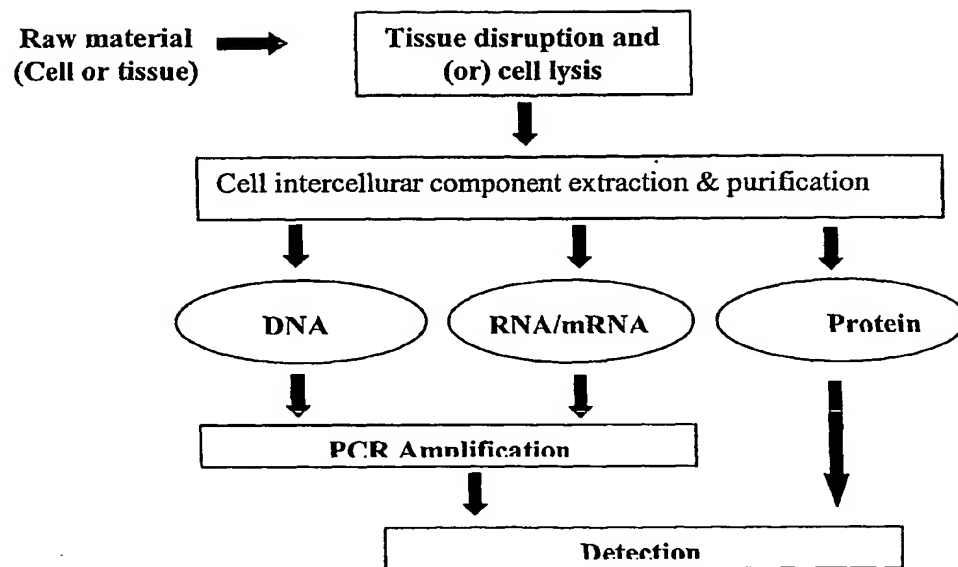 Raw material
(Cell or tissue)
Tissue disruption and
(or) cell lysis
Cell intercellurar component extraction & purification
DNA
RNA/mRNA
Protein
PCR Amplification
Detection